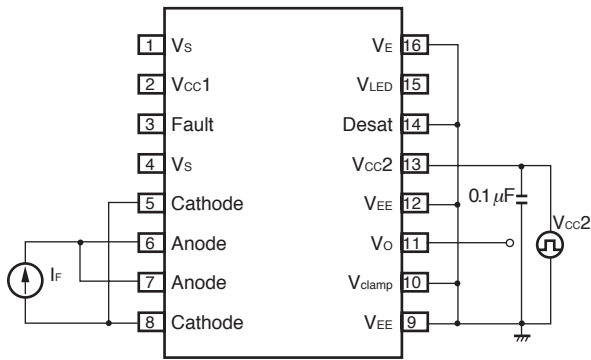 1 VS VE 16
2 VCC1 VLED 15
3 Fault Desat 14
4 VS VCC2 13
5 Cathode VEE 12
0.1 μF
6 Anode VO 11
VCC2
IF
7 Anode Vclamp 10
8 Cathode VEE 9